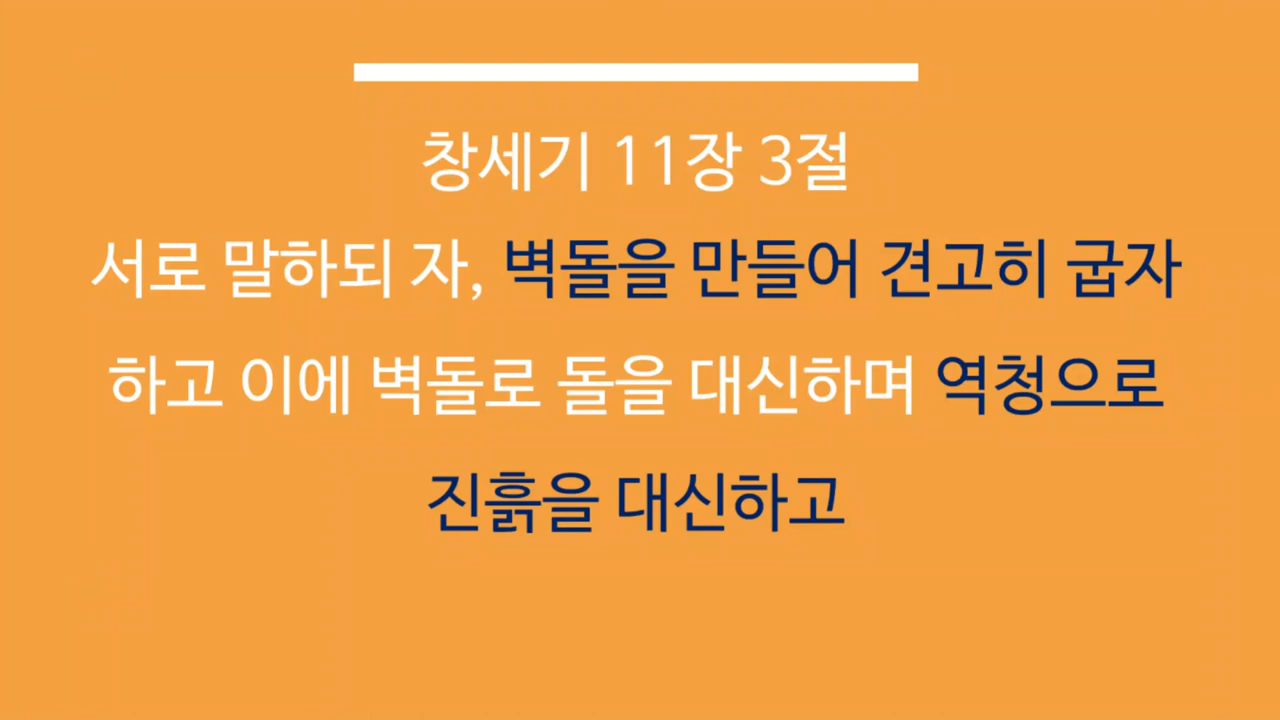 창세기 11장 3절
서로 말하되 자, 벽돌을 만들어 견고히 굽자
하고 이에 벽돌로 돌을 대신하며 역청으로
진흙을 대신하고